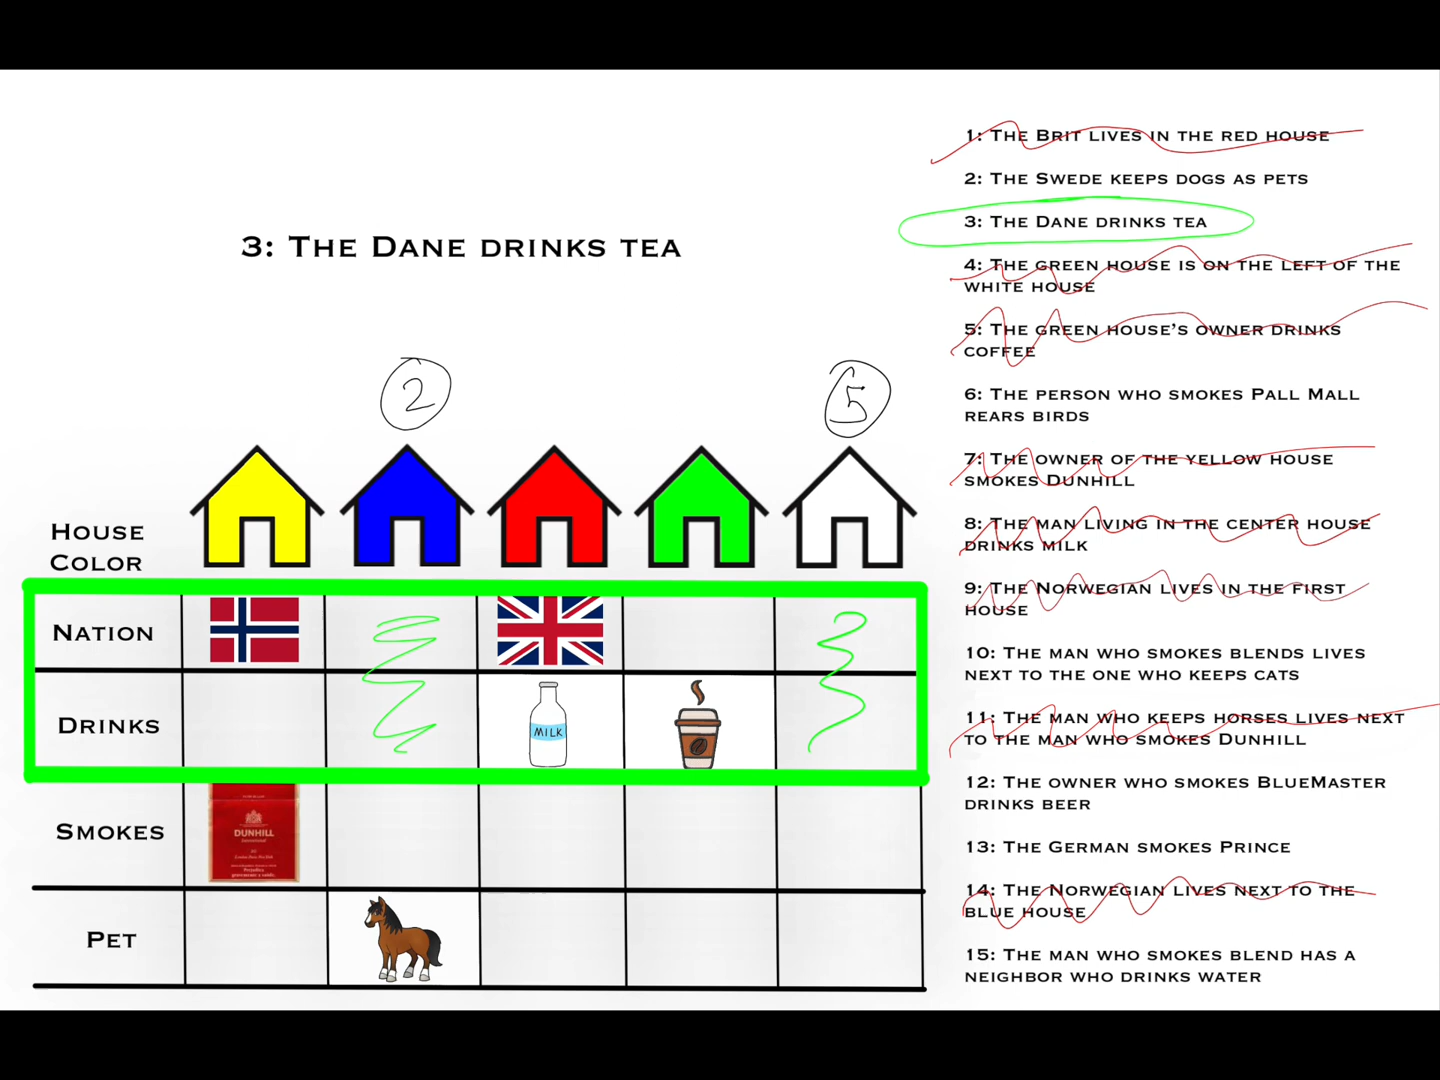 1: The Brit lives in the red house
2: The Swede keeps dogs as pets
3: The Dane drinks tea
3: The Dane drinks tea
4: The green house is on the left of the
white house
5: The green house's owner drinks
coffee
6: The person who smokes Pall Mall
rears birds
7: The owner of the yellow house
smokes Dunhill
8: The man living in the center house
drinks milk
9: The Norwegian lives in the first
house
10: The man who smokes Blends lives
next to the one who keeps cats
11: The man who keeps horses lives next
to the man who smokes Dunhill
12: The owner who smokes BlueMaster
drinks beer
13: The German smokes Prince
14: The Norwegian lives next to the
blue house
15: The man who smokes Blend has a
neighbor who drinks water
2
5
House
Color
Nation
Drinks
MILK
Smokes
DUNHILL
International
Pet